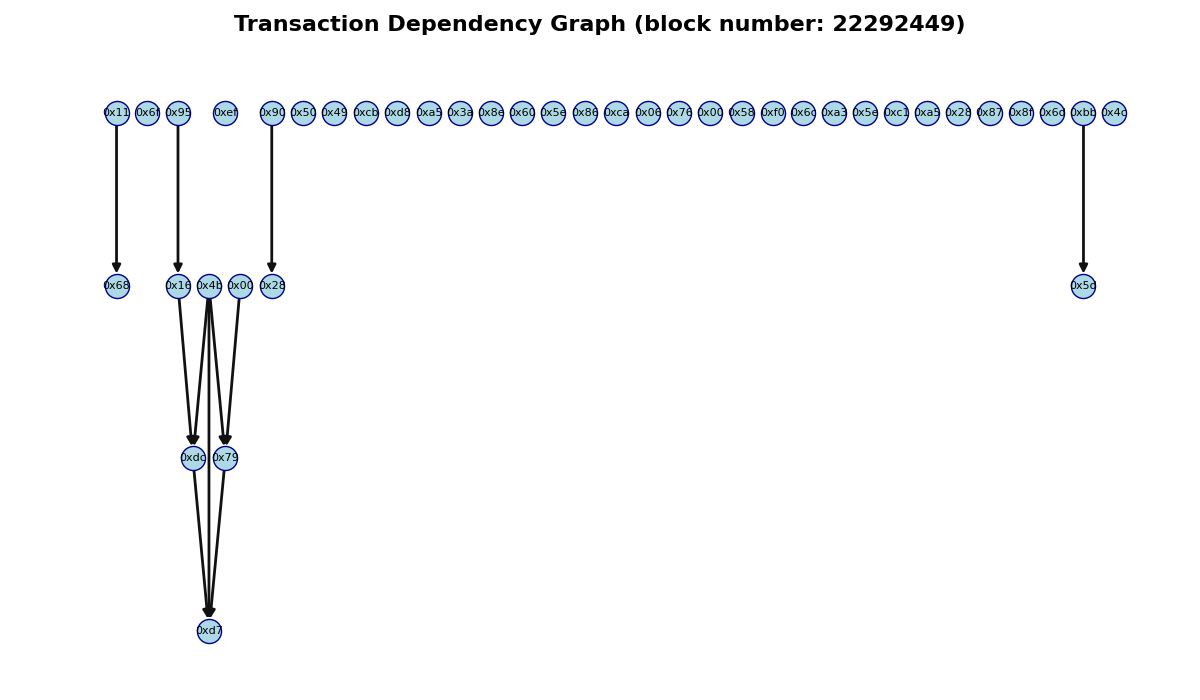 Transaction Dependency Graph (block number: 22292449)
0x11 0x6f 0x95 0xef 0x90 0x50 0x49 0xcb 0xd8 0xa5 0x3a 0x8e 0x60 0x5e 0x86 0xca 0x06 0x76 0x00 0x58 0xf0 0x6c 0xa3 0x5e 0xc1 0xa5 0x28 0x87 0x8f 0x6d 0xbb 0x4c
0x68 0x16 0x4b 0x00 0x28 0x5d
0xdc 0x79
0xd7